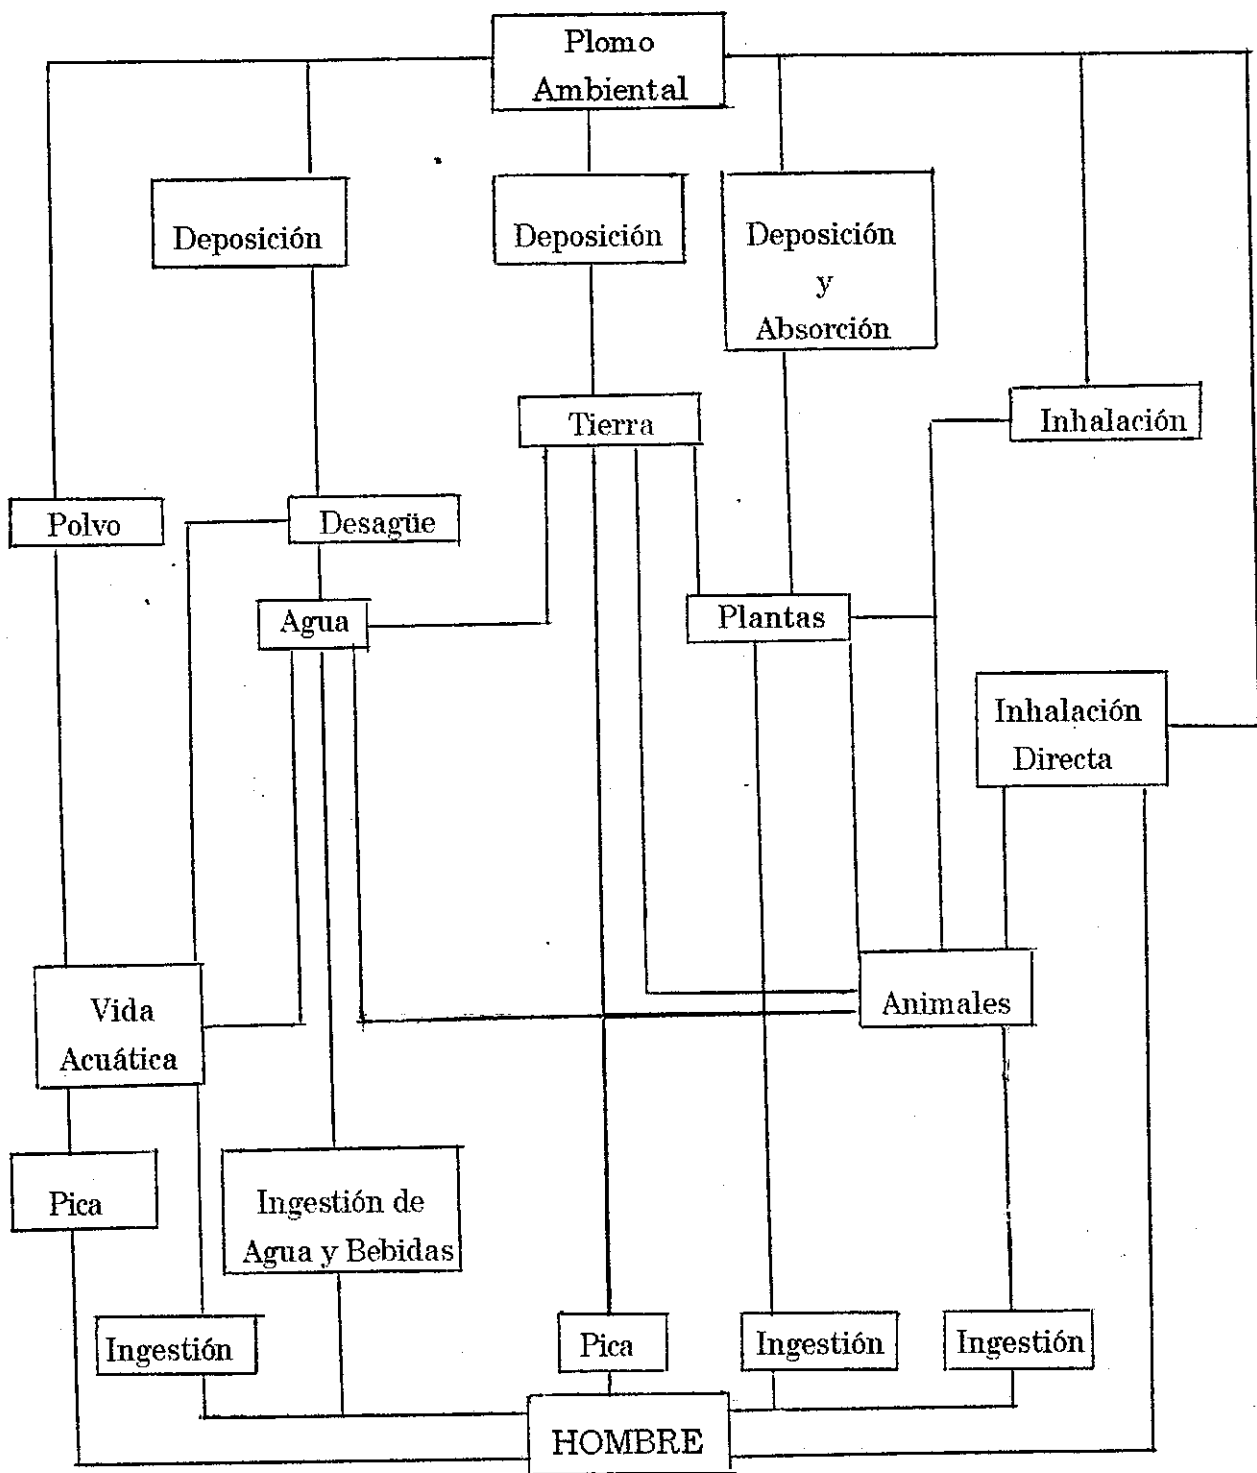 Plomo
Ambiental
Deposición
Deposición
Deposición
y
Absorción
Tierra
Inhalación
Polvo
Desagüe
Agua
Plantas
Inhalación
Directa
Vida
Acuática
Animales
Pica
Ingestión de
Agua y Bebidas
Ingestión
Pica
Ingestión
Ingestión
HOMBRE